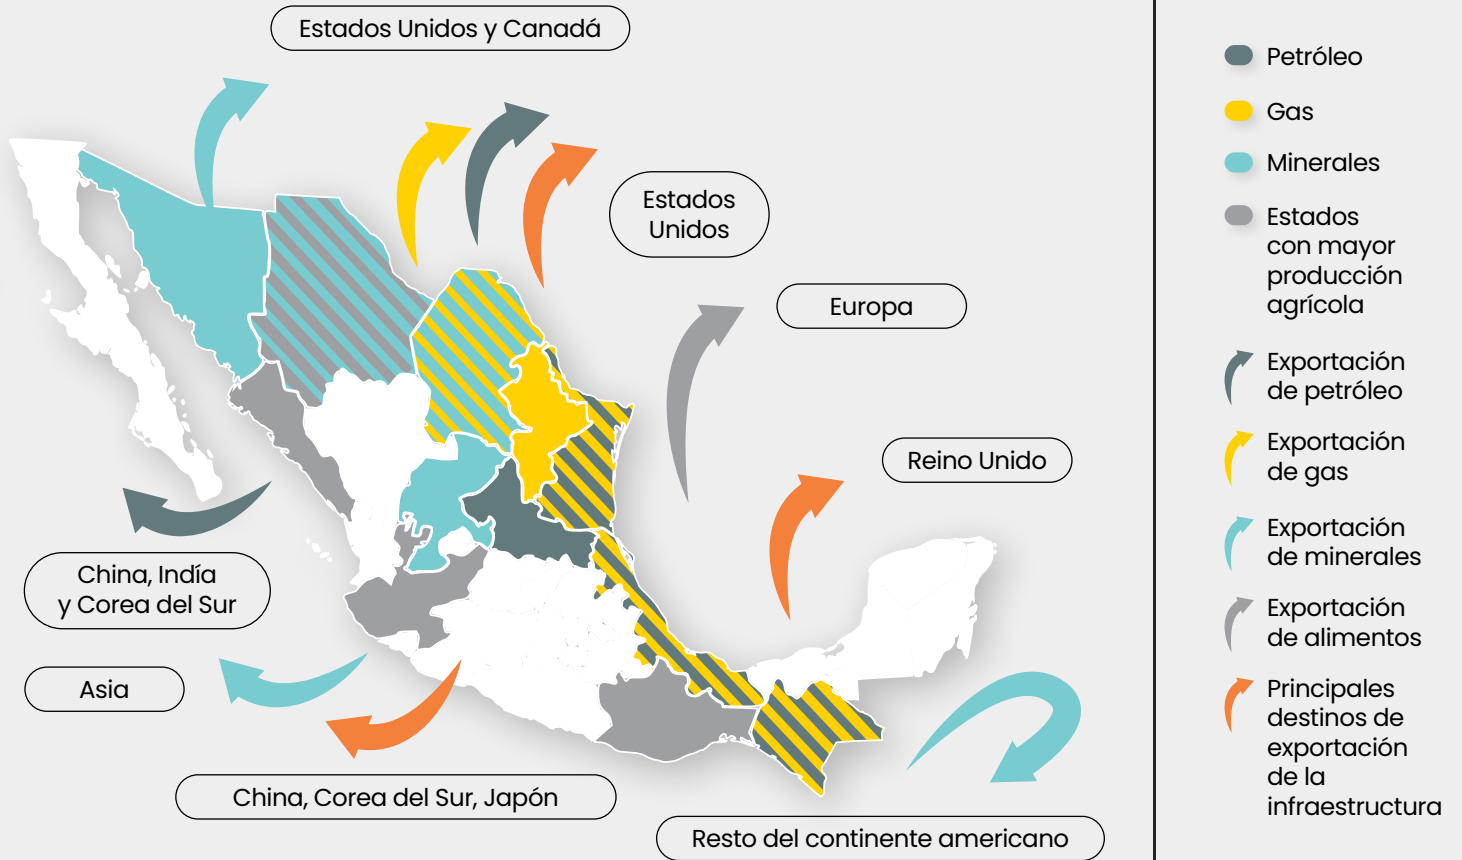 Estados Unidos y Canadá
Estados
Unidos
Europa
Reino Unido
China, Indía
y Corea del Sur
Asia
China, Corea del Sur, Japón
Resto del continente americano
Petróleo
Gas
Minerales
Estados
con mayor
producción
agrícola
Exportación
de petróleo
Exportación
de gas
Exportación
de minerales
Exportación
de alimentos
Principales
destinos de
exportación
de la
infraestructura